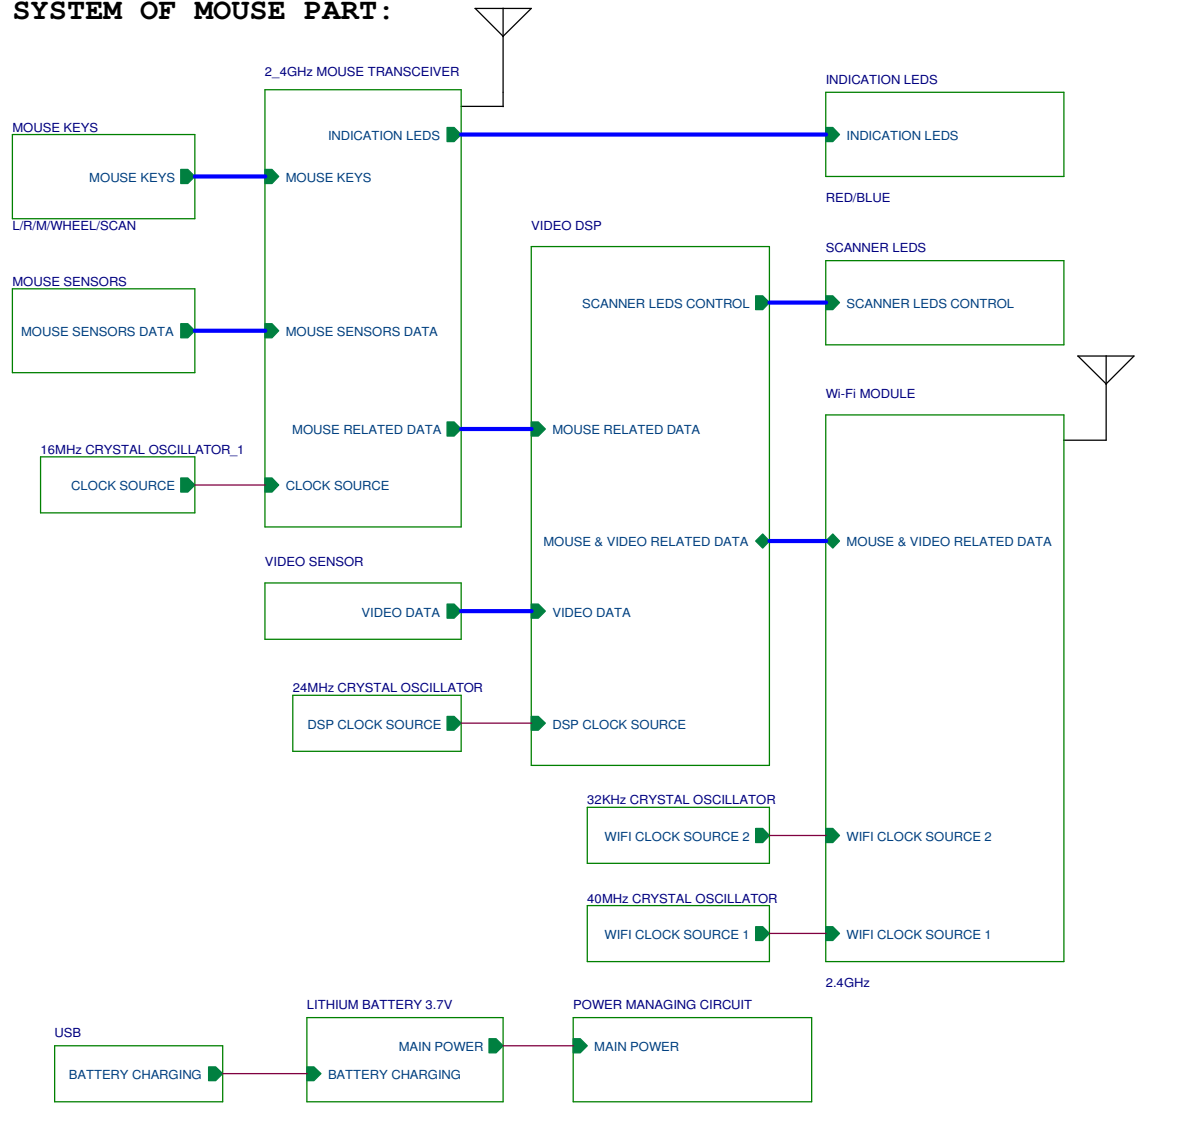 SYSTEM OF MOUSE PART:
2_4GHz MOUSE TRANSCEIVER
INDICATION LEDS
MOUSE KEYS
INDICATION LEDS
INDICATION LEDS
MOUSE KEYS
MOUSE KEYS
RED/BLUE
L/R/M/WHEEL/SCAN
VIDEO DSP
SCANNER LEDS
MOUSE SENSORS
SCANNER LEDS CONTROL
SCANNER LEDS CONTROL
MOUSE SENSORS DATA
MOUSE SENSORS DATA
Wi-Fi MODULE
MOUSE RELATED DATA
MOUSE RELATED DATA
16MHz CRYSTAL OSCILLATOR_1
CLOCK SOURCE
CLOCK SOURCE
MOUSE & VIDEO RELATED DATA
MOUSE & VIDEO RELATED DATA
VIDEO SENSOR
VIDEO DATA
VIDEO DATA
24MHz CRYSTAL OSCILLATOR
DSP CLOCK SOURCE
DSP CLOCK SOURCE
32KHz CRYSTAL OSCILLATOR
WIFI CLOCK SOURCE 2
WIFI CLOCK SOURCE 2
40MHz CRYSTAL OSCILLATOR
WIFI CLOCK SOURCE 1
WIFI CLOCK SOURCE 1
2.4GHz
LITHIUM BATTERY 3.7V
POWER MANAGING CIRCUIT
USB
MAIN POWER
MAIN POWER
BATTERY CHARGING
BATTERY CHARGING